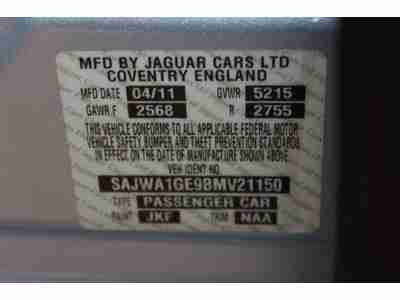 MFD BY JAGUAR CARS LTD
COVENTRY ENGLAND
MFD DATE 04/11 GVWR 5215
GAWR.F 2568 R 2755
THIS VEHICLE CONFORMS TO ALL APPLICABLE FEDERAL MOTOR
VEHICLE SAFETY BUMPER AND THEFT PREVENTION STANDARDS
IN EFFECT ON THE DATE OF MANUFACTURE SHOWN ABOVE.
VEH IDENT NO
SAJWA1GE9BMV21150
TYPE PASSENGER CAR
PAINT JKF TRIM NAA